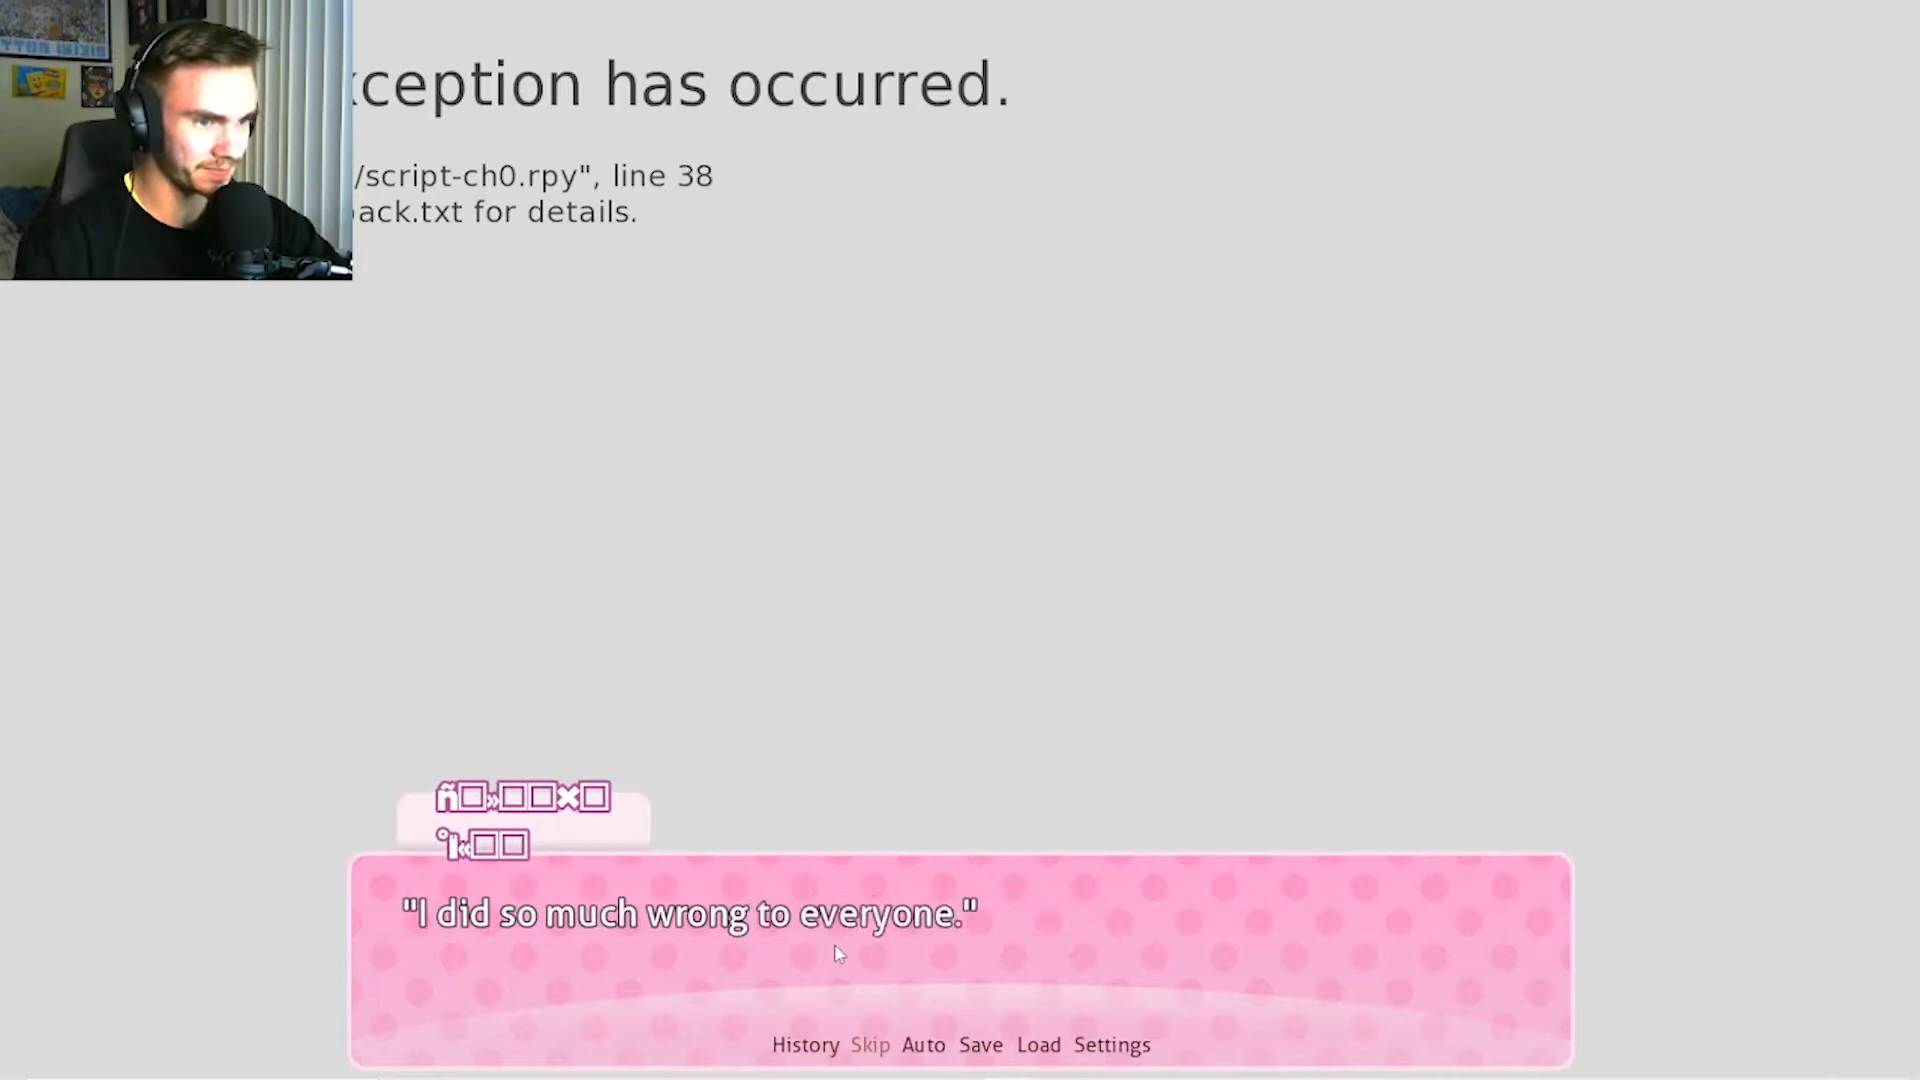 ception has occurred.
/script-ch0.rpy", line 38
ack.txt for details.
ñ□»□□×□
°|«□□
"I did so much wrong to everyone."
History Skip Auto Save Load Settings